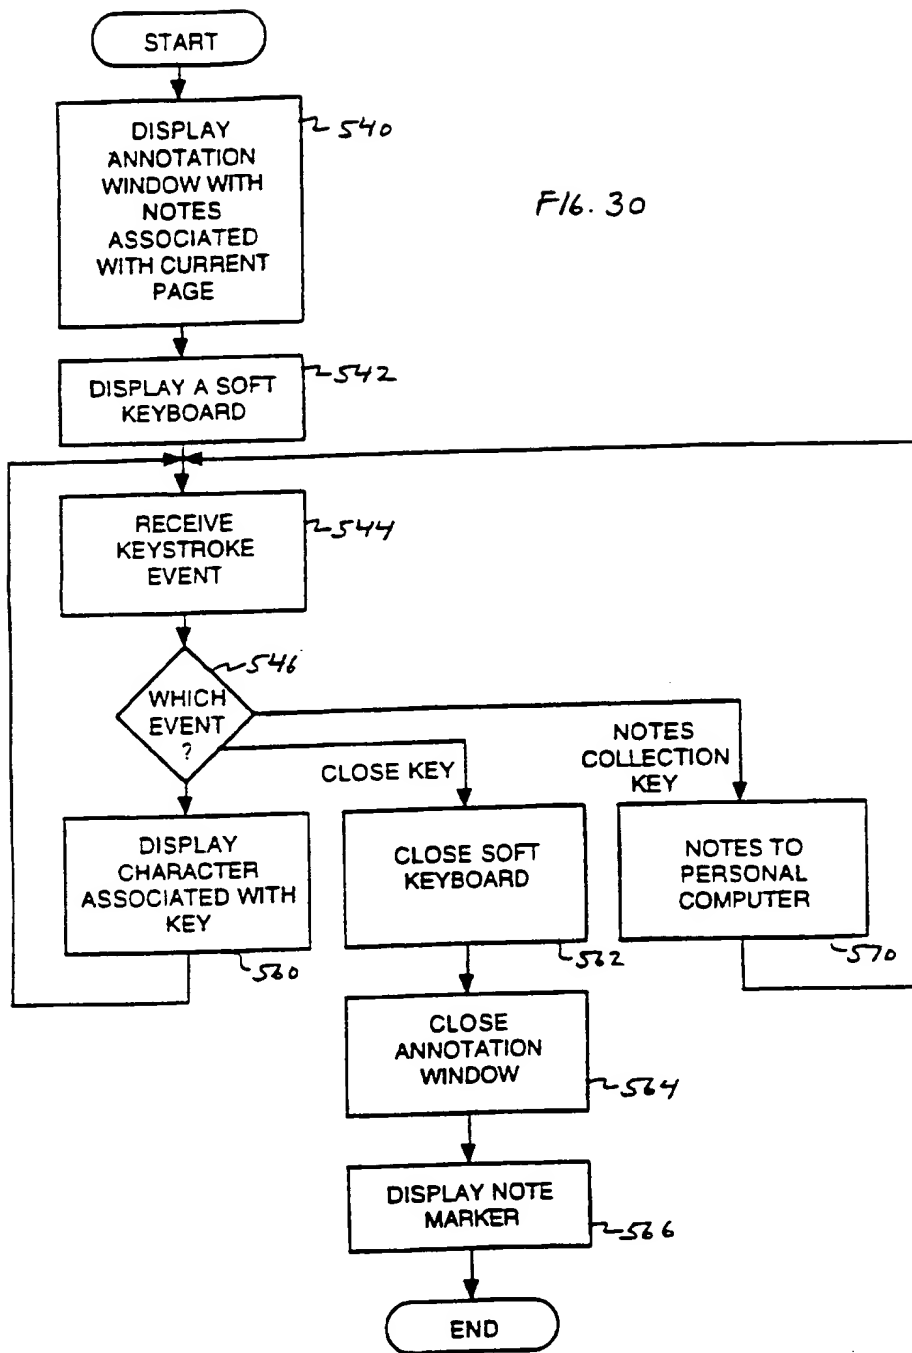 START
DISPLAY
ANNOTATION
WINDOW WITH
NOTES
ASSOCIATED
WITH CURRENT
PAGE
540
FIG. 30
DISPLAY A SOFT
KEYBOARD
542
RECEIVE
KEYSTROKE
EVENT
544
546
WHICH
EVENT
?
CLOSE KEY
NOTES
COLLECTION
KEY
DISPLAY
CHARACTER
ASSOCIATED WITH
KEY
560
CLOSE SOFT
KEYBOARD
562
NOTES TO
PERSONAL
COMPUTER
570
CLOSE
ANNOTATION
WINDOW
564
DISPLAY NOTE
MARKER
566
END